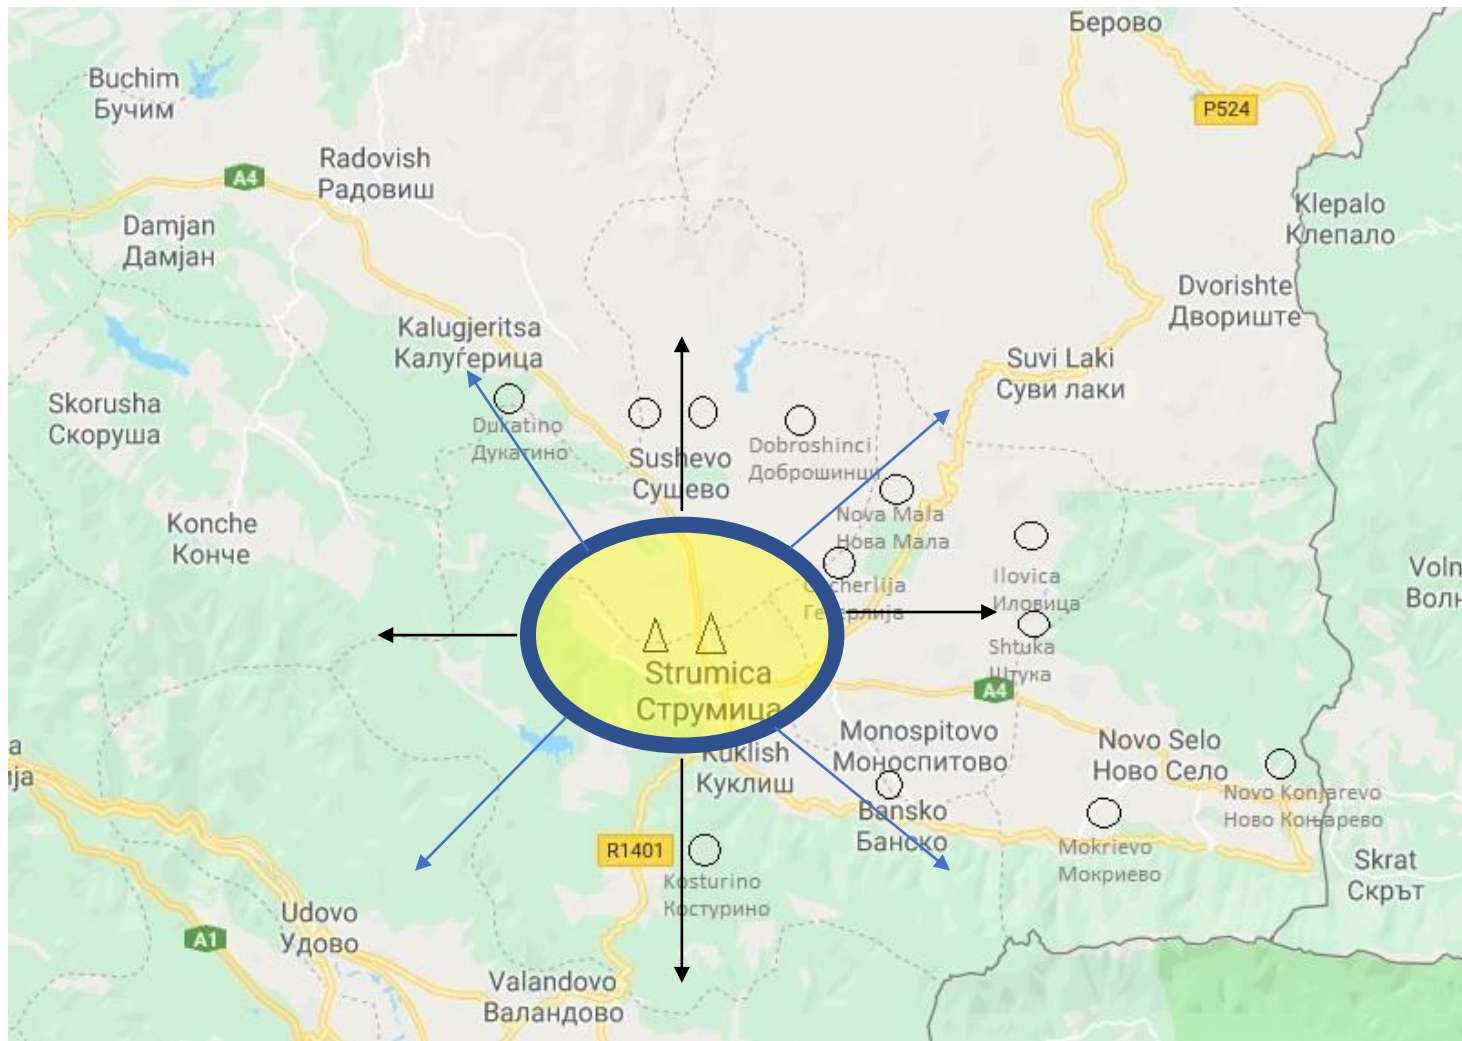 Берово
Buchim
Бучим
P524
Radovish
Радовиш
A4
Klepalo
Клепало
Damjan
Дамјан
Dvorishte
Двориште
Kalugjeritsa
Калуѓерица
Suvi Laki
Суви лаки
Skorusha
Скоруша
Dukatino
Дукатино
Sushevo
Сушево
Dobroshinci
Доброшинци
Konche
Конче
Nova Mala
Нова Мала
Ilovica
Иловица
Shtuka
Штука
Strumica
Струмица
A4
Monospitovo
Моноспитово
Kuklish
Куклиш
Novo Selo
Ново Село
Novo Konjarevo
Ново Коњарево
Bansko
Банско
R1401
Mokrievo
Мокриево
Skrat
Скрът
Kosturino
Костурино
Udovo
Удово
A1
Valandovo
Валандово